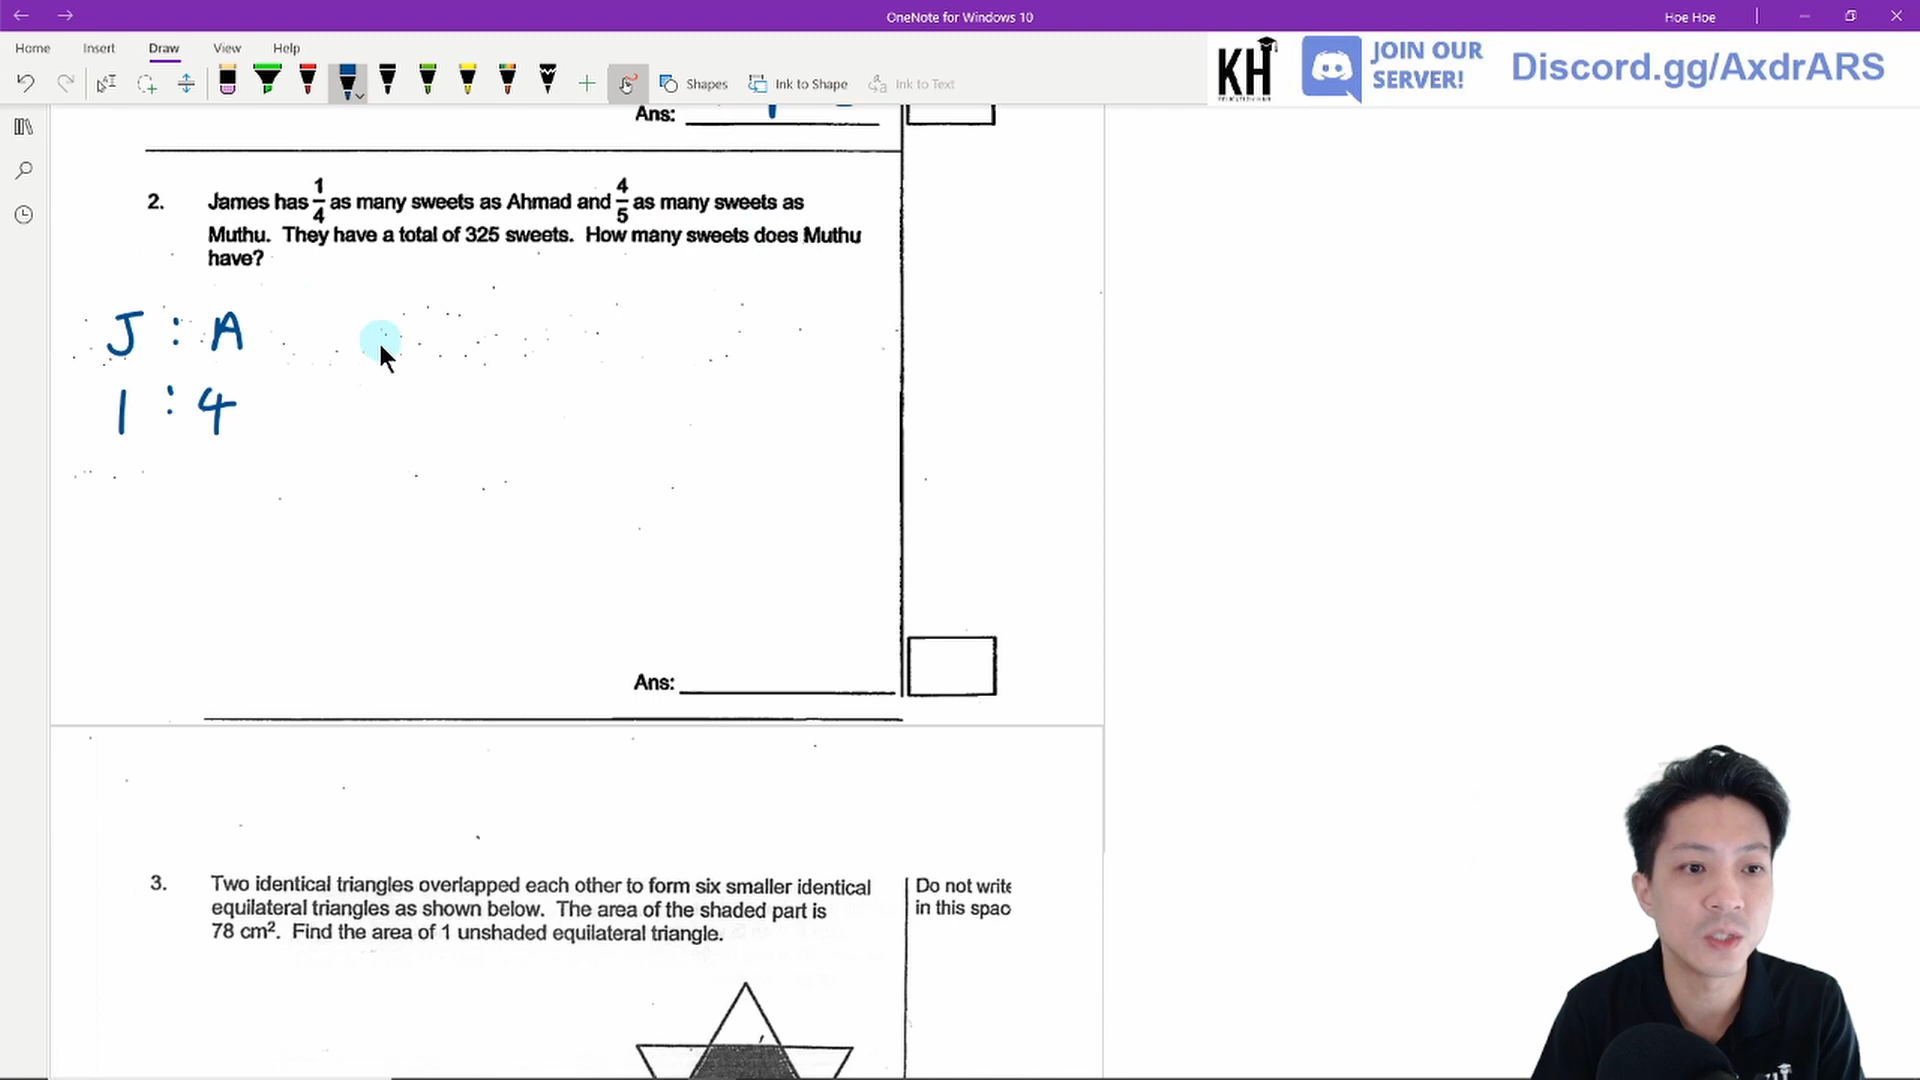 OneNote for Windows 10
Hoe Hoe
Home Insert Draw View Help
Shapes Ink to Shape Ink to Text
KH
JOIN OUR SERVER!
Discord.gg/AxdrARS
Ans:
2. James has 1/4 as many sweets as Ahmad and 4/5 as many sweets as
Muthu. They have a total of 325 sweets. How many sweets does Muthu
have?
J : A
1 : 4
Ans:
3. Two identical triangles overlapped each other to form six smaller identical
equilateral triangles as shown below. The area of the shaded part is
78 cm². Find the area of 1 unshaded equilateral triangle.
Do not write
in this spac